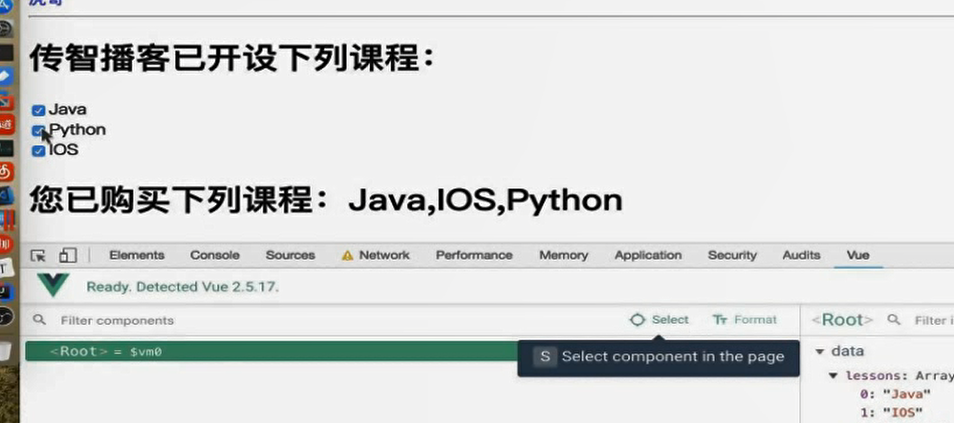 传智播客已开设下列课程：
Java
Python
IOS
您已购买下列课程：Java,IOS,Python
Elements Console Sources Network Performance Memory Application Security Audits Vue
Ready. Detected Vue 2.5.17.
Filter components Select Format <Root> Filter
<Root> = $vm0
S Select component in the page
data
lessons: Array
0: "Java"
1: "IOS"